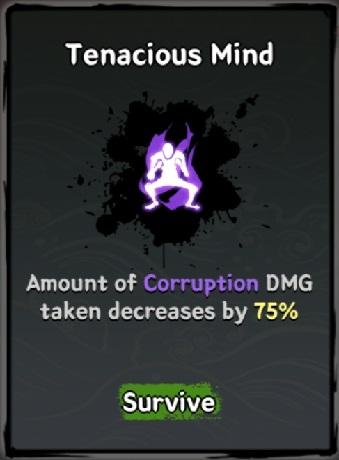 Tenacious Mind
Amount of Corruption DMG
taken decreases by 75%
Survive